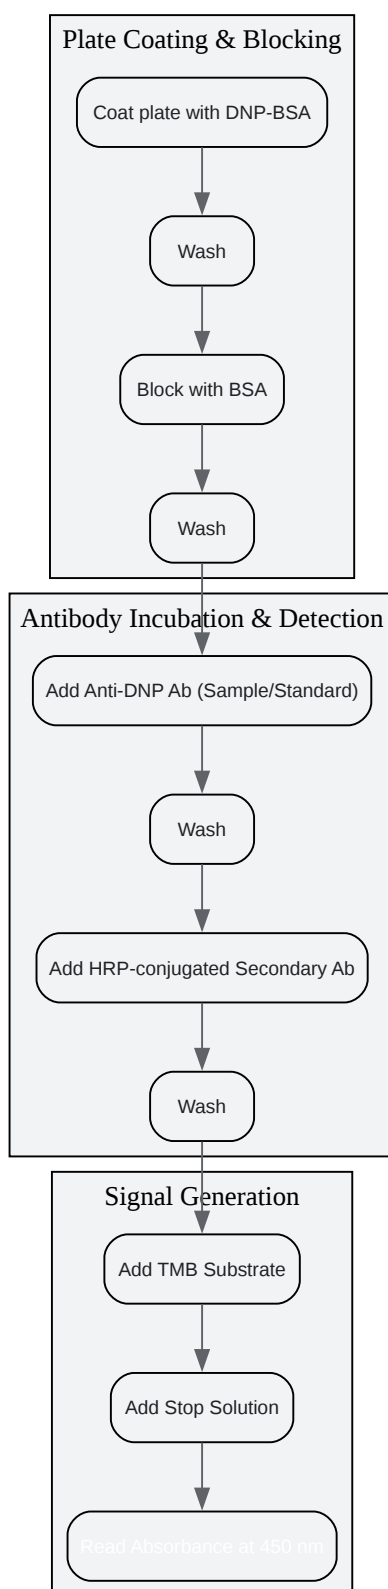 Plate Coating & Blocking
Coat plate with DNP-BSA
Wash
Block with BSA
Wash
Antibody Incubation & Detection
Add Anti-DNP Ab (Sample/Standard)
Wash
Add HRP-conjugated Secondary Ab
Wash
Signal Generation
Add TMB Substrate
Add Stop Solution
Read Absorbance at 450 nm